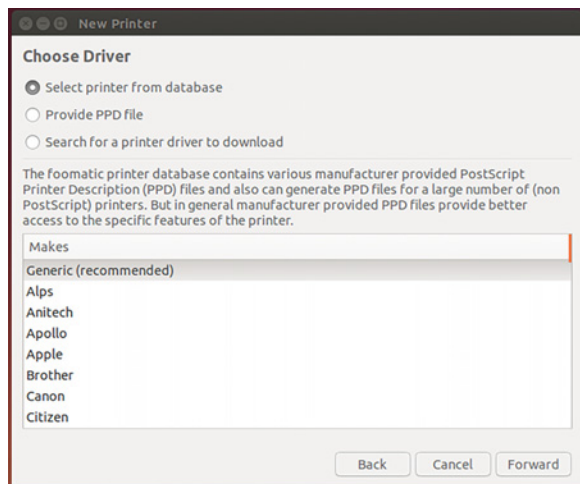 New Printer
Choose Driver
Select printer from database
Provide PPD file
Search for a printer driver to download
The foomatic printer database contains various manufacturer provided PostScript
Printer Description (PPD) files and also can generate PPD files for a large number of (non
PostScript) printers. But in general manufacturer provided PPD files provide better
access to the specific features of the printer.
Makes
Generic (recommended)
Alps
Anitech
Apollo
Apple
Brother
Canon
Citizen
Back Cancel Forward